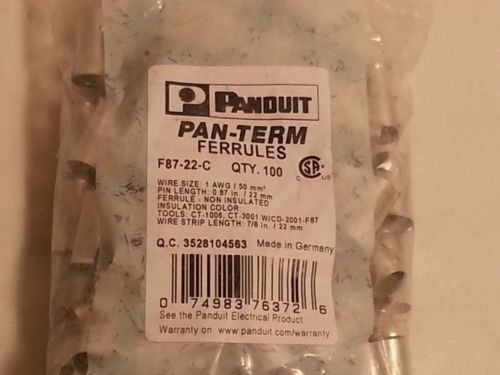 P PANDUIT
PAN-TERM
FERRULES
F87-22-C QTY. 100
C US
WIRE SIZE: 1 AWG / 50 mm²
PIN LENGTH: 0.87 In. / 22 mm
FERRULE - NON INSULATED
INSULATION COLOR
TOOLS: CT-1006, CT-3001 W/CD-2001-F87
WIRE STRIP LENGTH: 7/8 In. / 22 mm
Q.C. 3528104563 Made in Germany
0 74983 76372 6
See the Panduit Electrical Product
Warranty on www.panduit.com/warranty